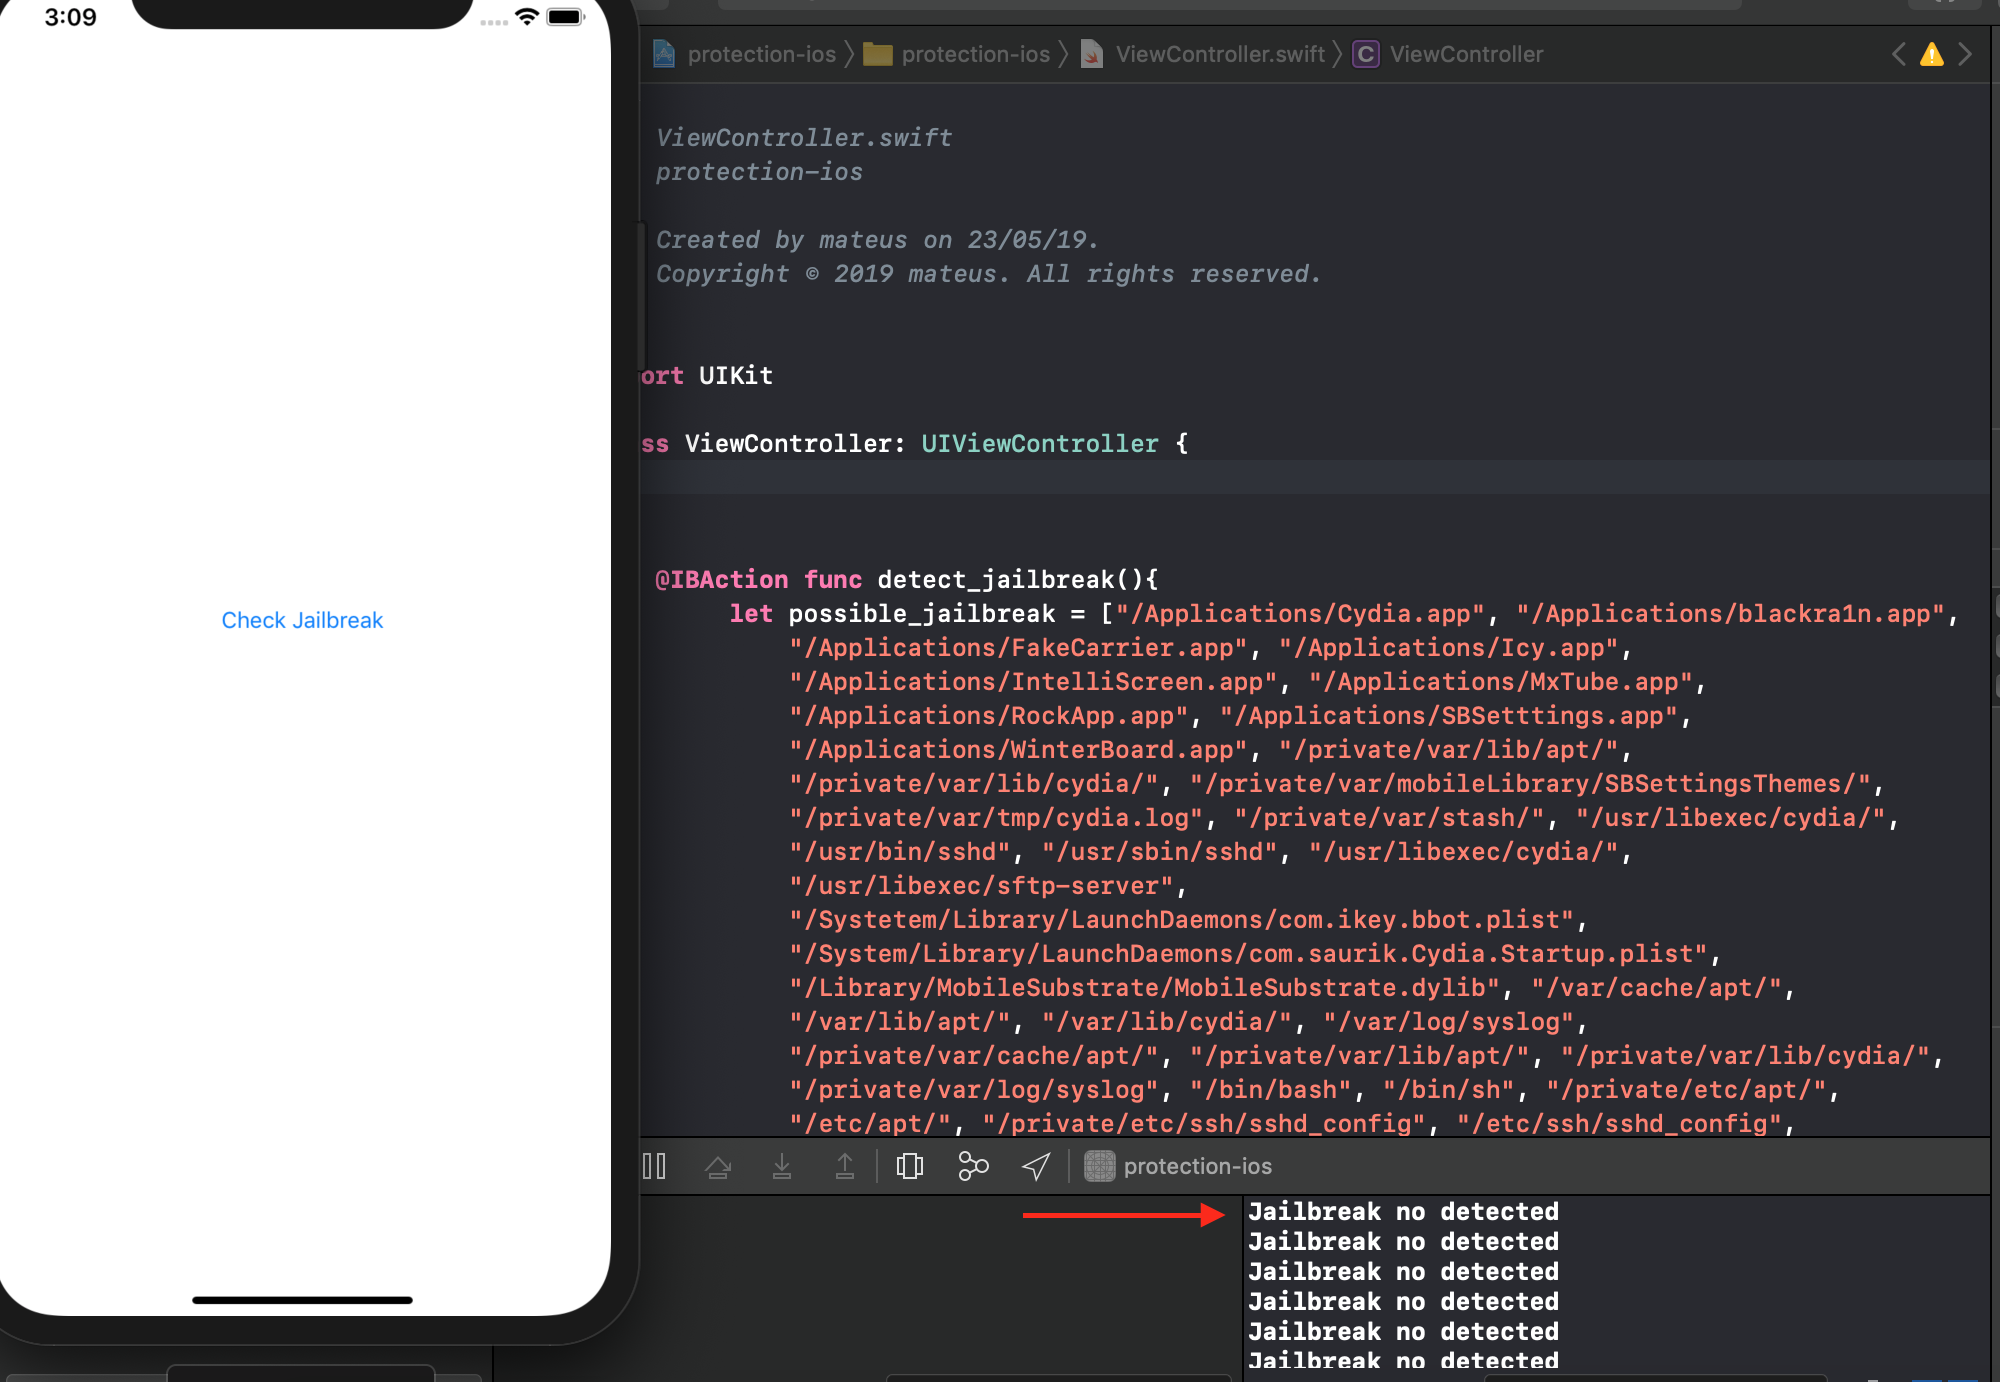 3:09
Check Jailbreak
protection-ios
protection-ios
ViewController.swift
C ViewController
ViewController.swift
protection-ios
Created by mateus on 23/05/19.
Copyright © 2019 mateus. All rights reserved.
ort UIKit
ss ViewController: UIViewController {
@IBAction func detect_jailbreak(){
let possible_jailbreak = ["/Applications/Cydia.app", "/Applications/blackra1n.app",
"/Applications/FakeCarrier.app", "/Applications/Icy.app",
"/Applications/IntelliScreen.app", "/Applications/MxTube.app",
"/Applications/RockApp.app", "/Applications/SBSetttings.app",
"/Applications/WinterBoard.app", "/private/var/lib/apt/",
"/private/var/lib/cydia/", "/private/var/mobileLibrary/SBSettingsThemes/",
"/private/var/tmp/cydia.log", "/private/var/stash/", "/usr/libexec/cydia/",
"/usr/bin/sshd", "/usr/sbin/sshd", "/usr/libexec/cydia/",
"/usr/libexec/sftp-server",
"/Systetem/Library/LaunchDaemons/com.ikey.bbot.plist",
"/System/Library/LaunchDaemons/com.saurik.Cydia.Startup.plist",
"/Library/MobileSubstrate/MobileSubstrate.dylib", "/var/cache/apt/",
"/var/lib/apt/", "/var/lib/cydia/", "/var/log/syslog",
"/private/var/cache/apt/", "/private/var/lib/apt/", "/private/var/lib/cydia/",
"/private/var/log/syslog", "/bin/bash", "/bin/sh", "/private/etc/apt/",
"/etc/apt/", "/private/etc/ssh/sshd_config", "/etc/ssh/sshd_config",
protection-ios
Jailbreak no detected
Jailbreak no detected
Jailbreak no detected
Jailbreak no detected
Jailbreak no detected
Jailbreak no detected